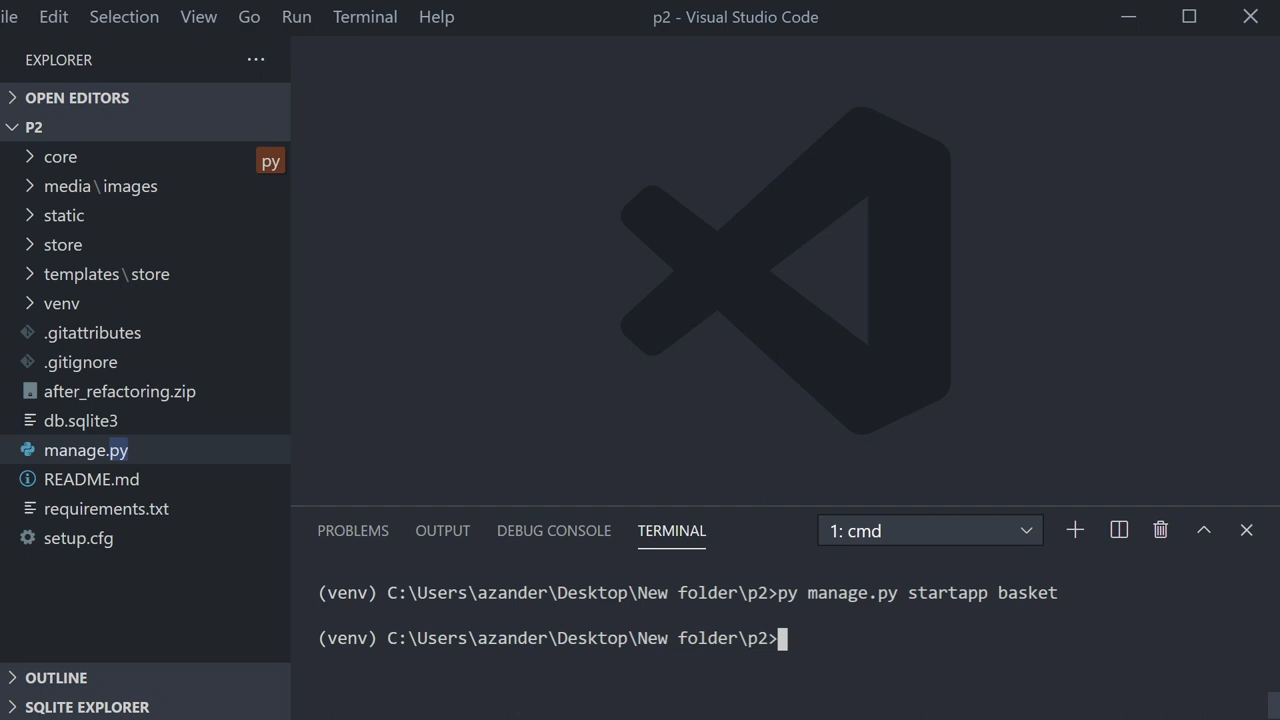 ile Edit Selection View Go Run Terminal Help p2 - Visual Studio Code
EXPLORER ...
OPEN EDITORS
P2
core
py
media\images
static
store
templates\store
venv
.gitattributes
.gitignore
after_refactoring.zip
db.sqlite3
manage.py
README.md
requirements.txt
setup.cfg
OUTLINE
SQLITE EXPLORER
PROBLEMS OUTPUT DEBUG CONSOLE TERMINAL 1: cmd
(venv) C:\Users\azander\Desktop\New folder\p2>py manage.py startapp basket
(venv) C:\Users\azander\Desktop\New folder\p2>